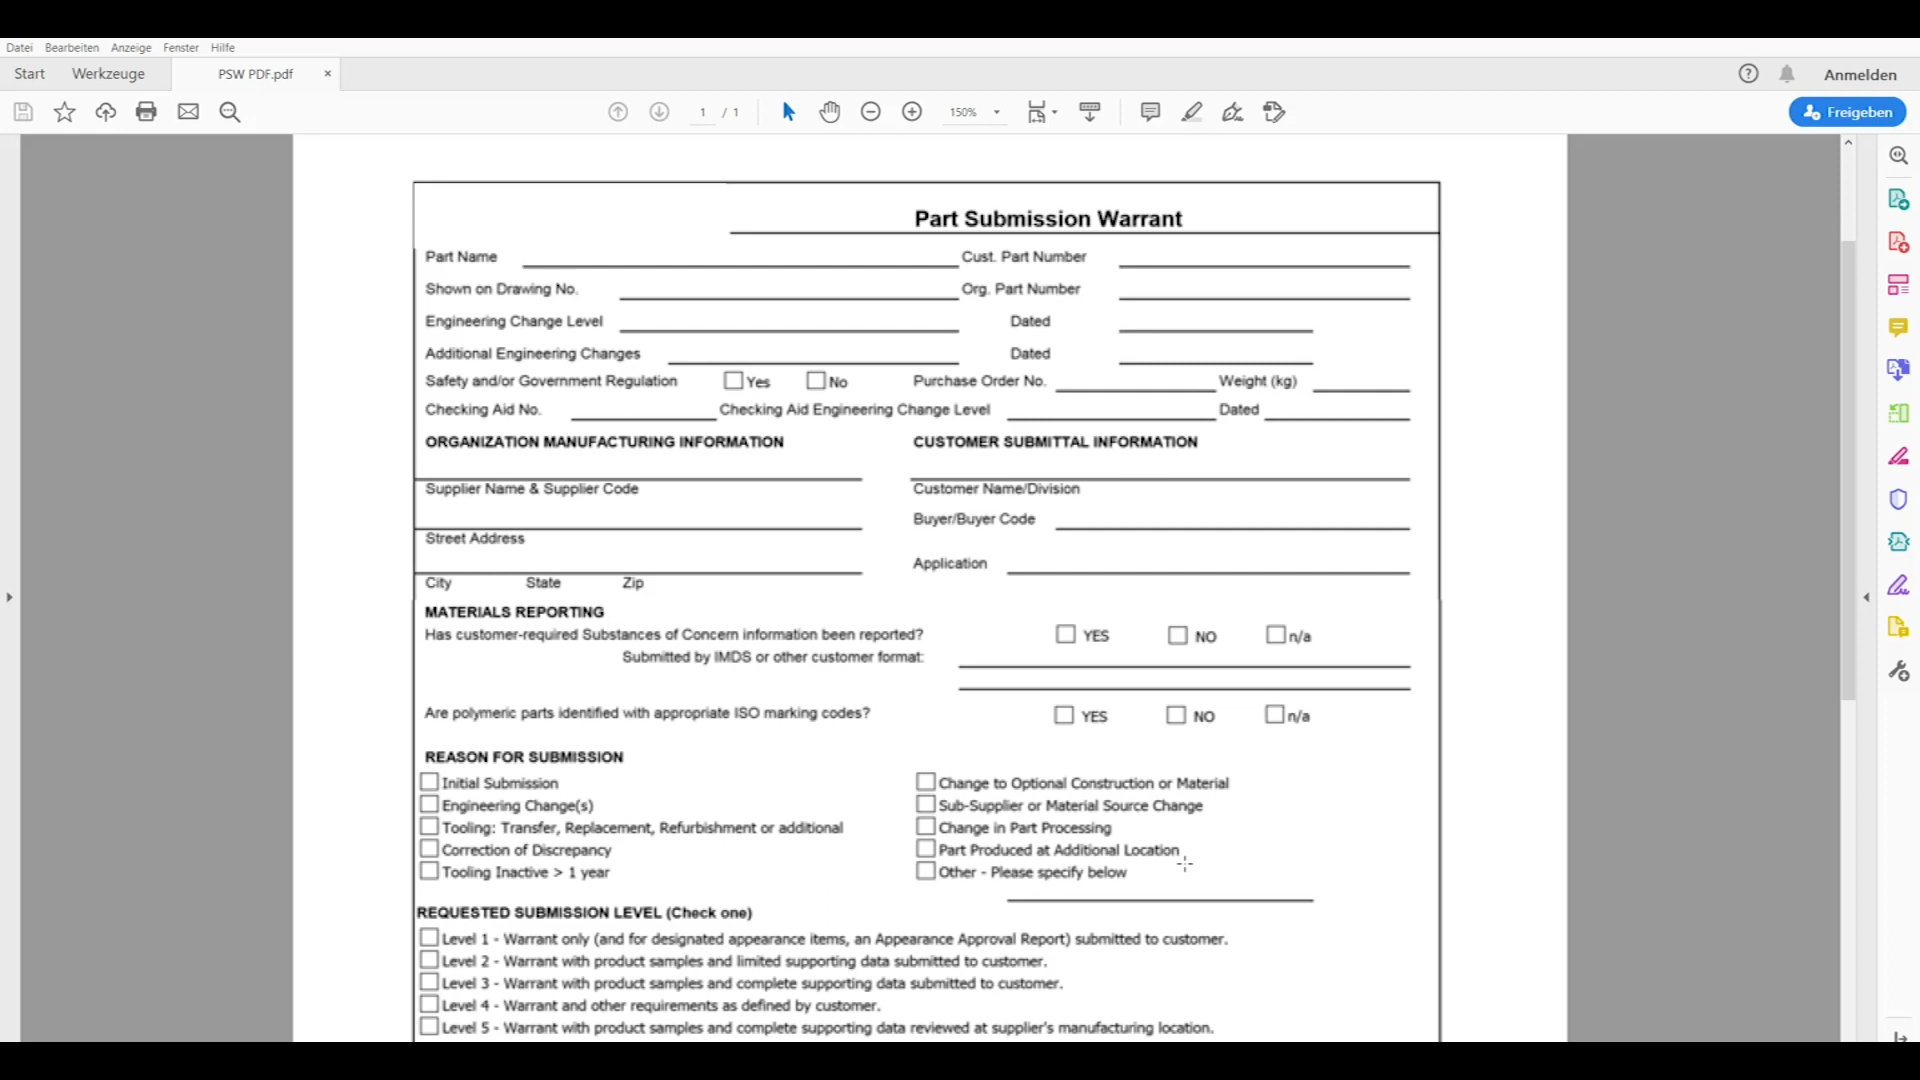 Datei Bearbeiten Anzeige Fenster Hilfe
Start Werkzeuge PSW PDF.pdf × Anmelden
1 / 1 150% Freigeben
Part Submission Warrant
Part Name Cust. Part Number
Shown on Drawing No. Org. Part Number
Engineering Change Level Dated
Additional Engineering Changes Dated
Safety and/or Government Regulation Yes No Purchase Order No. Weight (kg)
Checking Aid No. Checking Aid Engineering Change Level Dated
ORGANIZATION MANUFACTURING INFORMATION CUSTOMER SUBMITTAL INFORMATION
Supplier Name & Supplier Code Customer Name/Division
Buyer/Buyer Code
Street Address
Application
City State Zip
MATERIALS REPORTING
Has customer-required Substances of Concern information been reported? YES NO n/a
Submitted by IMDS or other customer format:
Are polymeric parts identified with appropriate ISO marking codes? YES NO n/a
REASON FOR SUBMISSION
Initial Submission Change to Optional Construction or Material
Engineering Change(s) Sub-Supplier or Material Source Change
Tooling: Transfer, Replacement, Refurbishment or additional Change in Part Processing
Correction of Discrepancy Part Produced at Additional Location
Tooling Inactive > 1 year Other - Please specify below
REQUESTED SUBMISSION LEVEL (Check one)
Level 1 - Warrant only (and for designated appearance items, an Appearance Approval Report) submitted to customer.
Level 2 - Warrant with product samples and limited supporting data submitted to customer.
Level 3 - Warrant with product samples and complete supporting data submitted to customer.
Level 4 - Warrant and other requirements as defined by customer.
Level 5 - Warrant with product samples and complete supporting data reviewed at supplier's manufacturing location.